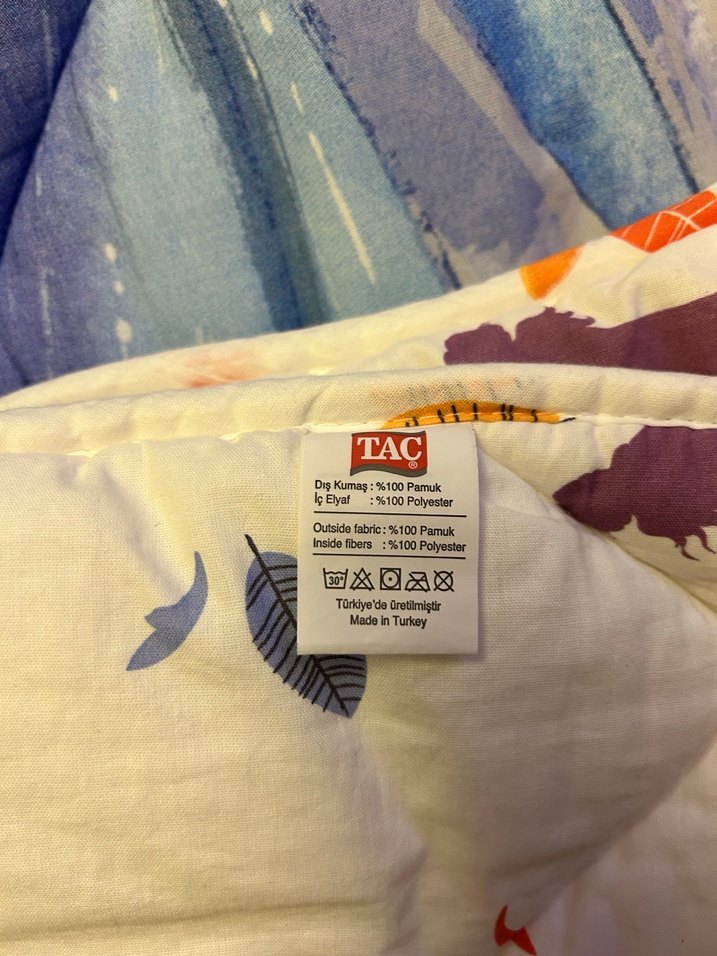 TAC®
Dış Kumaş : %100 Pamuk
İç Elyaf : %100 Polyester
Outside fabric : %100 Pamuk
Inside fibers : %100 Polyester
30°
Türkiye'de üretilmiştir
Made in Turkey